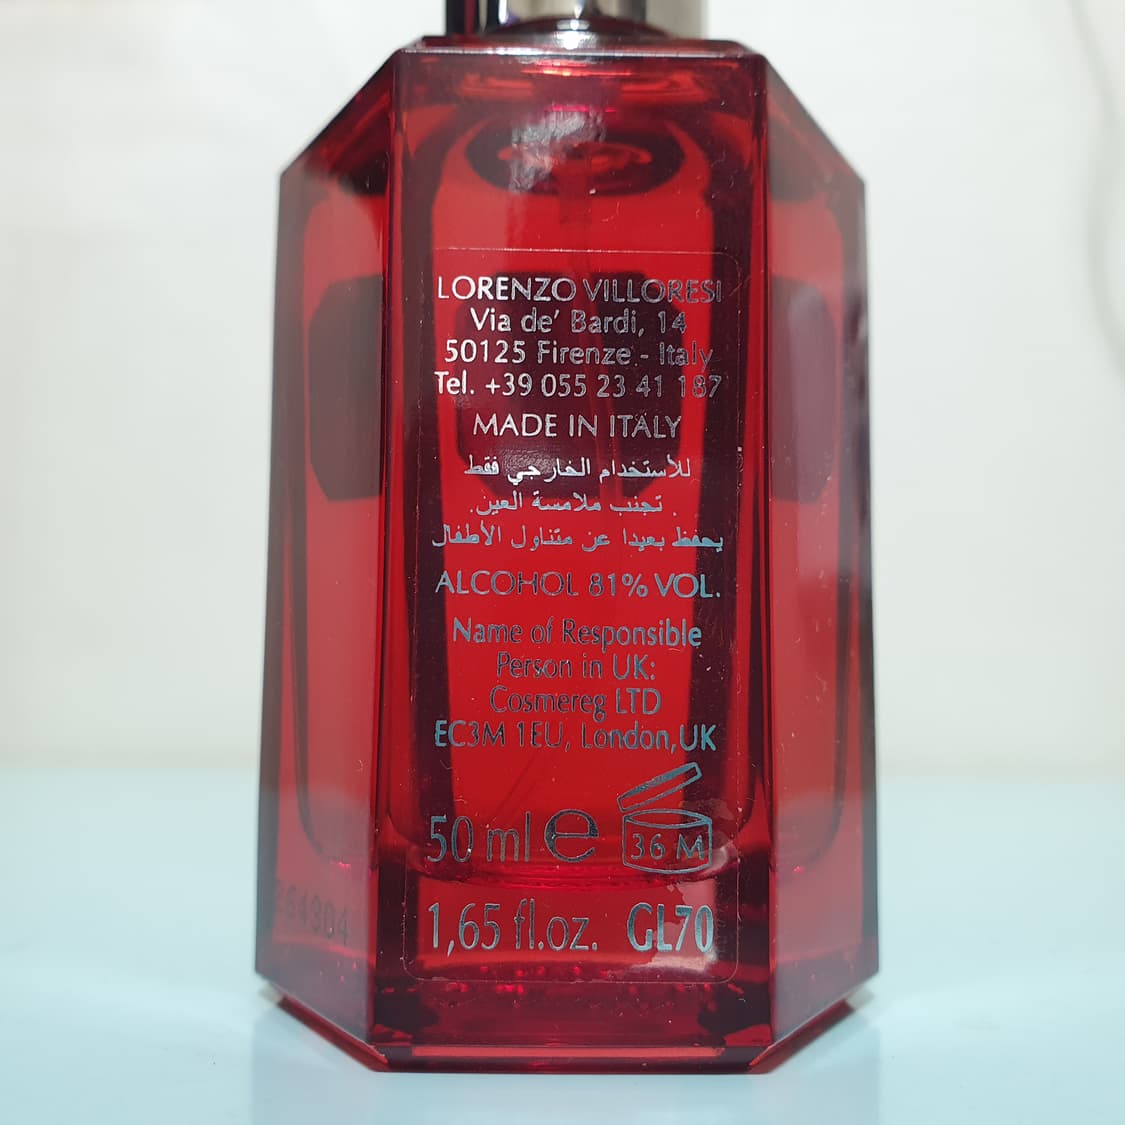 LORENZO VILLORESI
Via de' Bardi, 14
50125 Firenze - Italy
Tel. +39 055 23 41 187
MADE IN ITALY
للأستخدام الخارجي فقط
. تجنب ملامسة العين.
يحفظ بعيدا عن متناول الأطفال
ALCOHOL 81% VOL.
Name of Responsible
Person in UK:
Cosmereg LTD
EC3M 1EU, London,UK
50 ml e
36 M
1,65 fl.oz. GL70